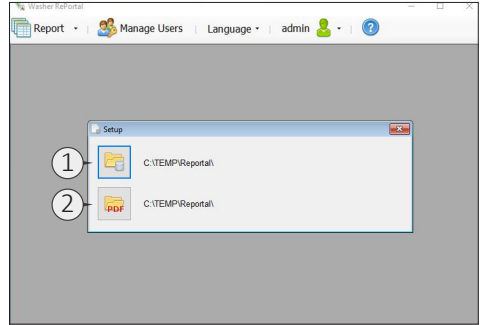 Washer RePortal
Report Manage Users Language admin ?
Setup
1 C:\TEMP\Reportal\
2 PDF C:\TEMP\Reportal\